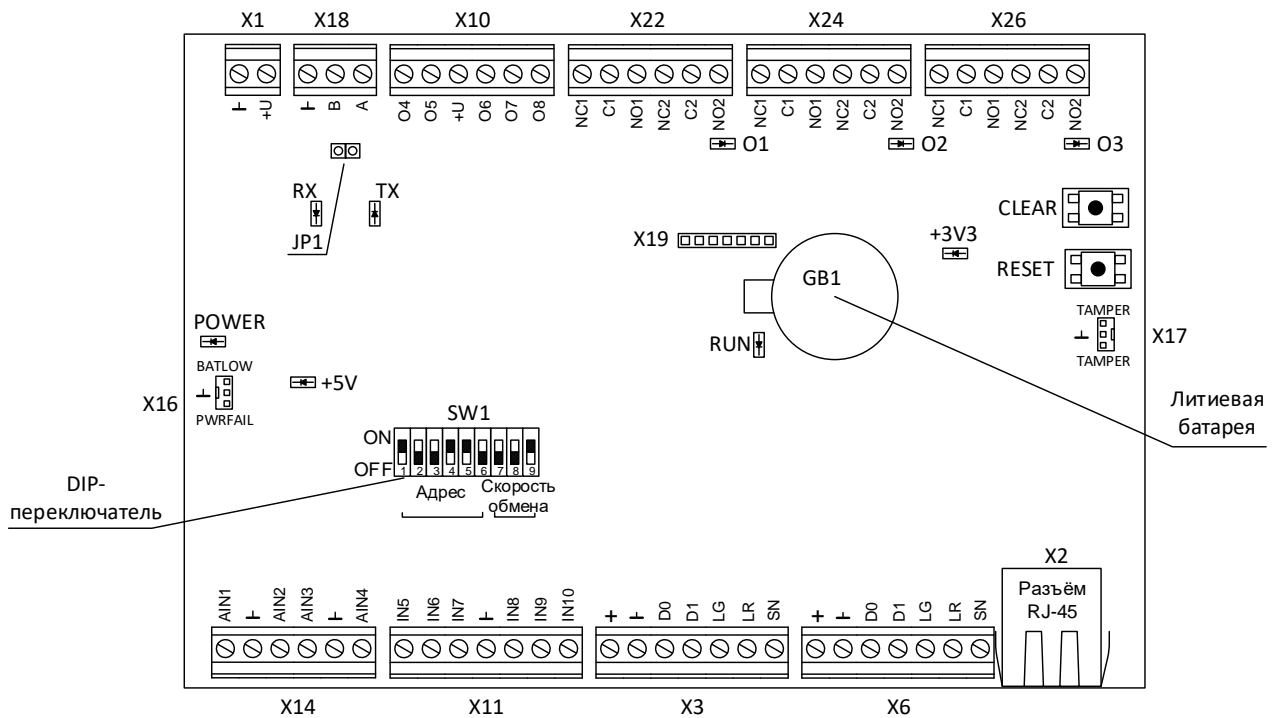 X1 X18 X10 X22 X24 X26
+U
B
A
O4
O5
+U
O6
O7
O8
NC1
C1
NO1
NC2
C2
NO2
NC1
C1
NO1
NC2
C2
NO2
NC1
C1
NO1
NC2
C2
NO2
O1
O2
O3
RX
TX
JP1
X19
GB1
+3V3
CLEAR
RESET
TAMPER
X17
TAMPER
RUN
POWER
BATLOW
X16
PWRFAIL
+5V
Литиевая
батарея
SW1
ON
OFF
1 2 3 4 5 6 7 8 9
Адрес
Скорость
обмена
DIP-
переключатель
X2
Разъём
RJ-45
AIN1
AIN2
AIN3
AIN4
IN5
IN6
IN7
IN8
IN9
IN10
+
D0
D1
LG
LR
SN
+
D0
D1
LG
LR
SN
X14 X11 X3 X6